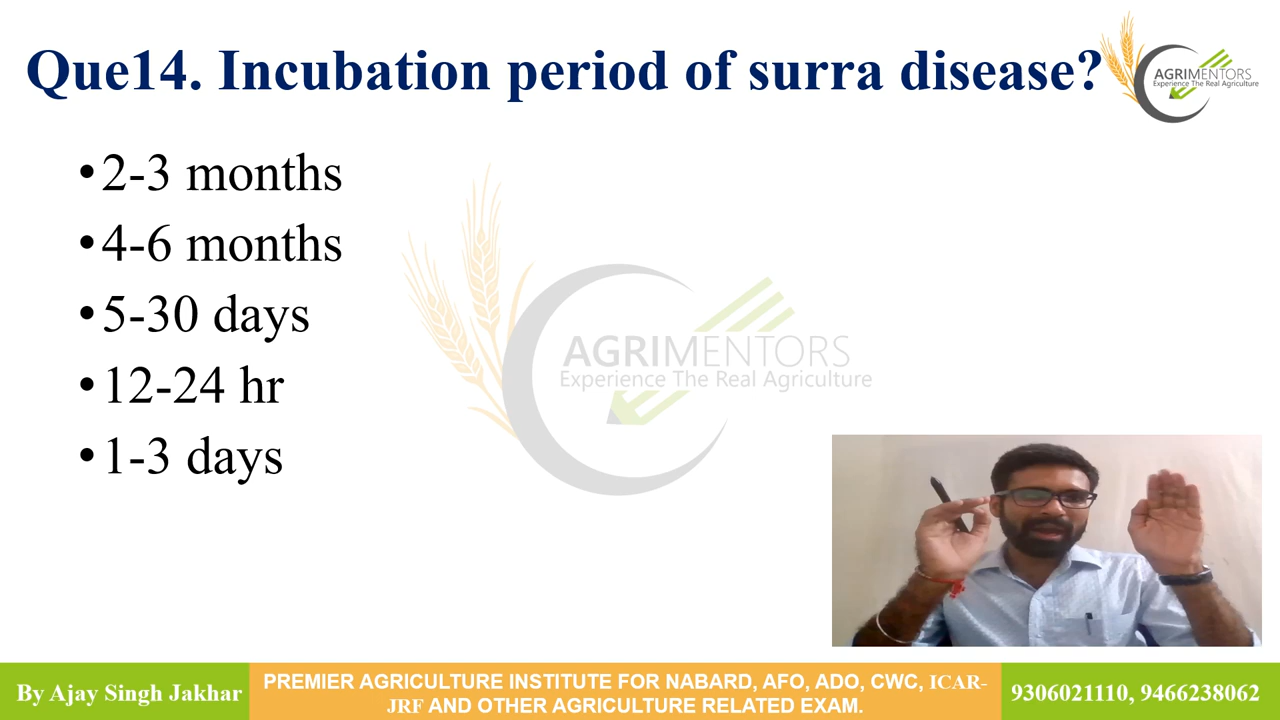 Que14. Incubation period of surra disease?
AGRIMENTORS
Experience The Real Agriculture
•2-3 months
•4-6 months
•5-30 days
•12-24 hr
•1-3 days
AGRIMENTORS
Experience The Real Agriculture
By Ajay Singh Jakhar
PREMIER AGRICULTURE INSTITUTE FOR NABARD, AFO, ADO, CWC, ICAR-
JRF AND OTHER AGRICULTURE RELATED EXAM.
9306021110, 9466238062